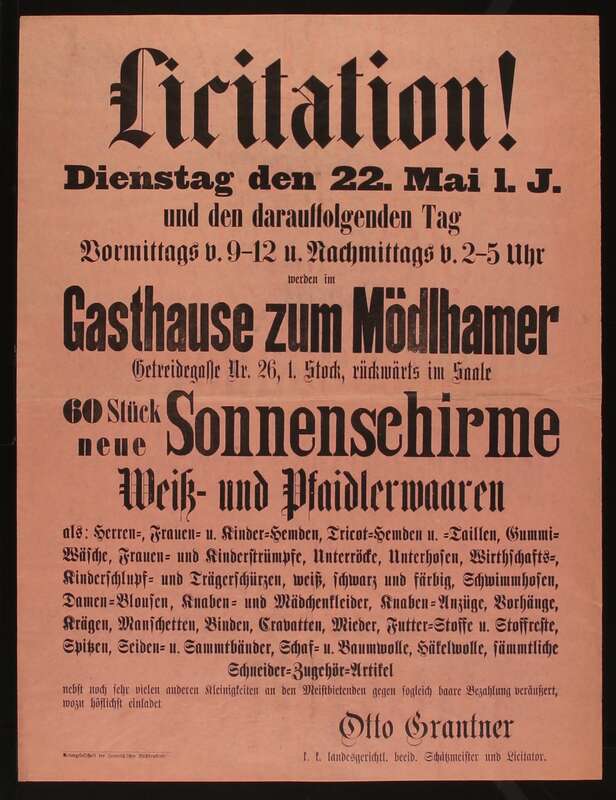 Licitation!
Dienstag den 22. Mai l. J.
und den darauffolgenden Tag
Vormittags v. 9–12 u. Nachmittags v. 2–5 Uhr
werden im
Gasthause zum Mödlhamer
Getreidegasse Nr. 26, 1. Stock, rückwärts im Saale
60 Stück neue Sonnenschirme
Weiß- und Pfaidlerwaaren
als: Herren-, Frauen- u. Kinder-Hemden, Tricot-Hemden u. -Taillen, Gummi-
Wäsche, Frauen- und Kinderstrümpfe, Unterröcke, Unterhosen, Wirthschafts-,
Kinderschlupf- und Trägerschürzen, weiß, schwarz und färbig, Schwimmhosen,
Damen-Blousen, Knaben- und Mädchenkleider, Knaben-Anzüge, Vorhänge,
Krägen, Manschetten, Binden, Cravatten, Mieder, Futter-Stoffe u. Stoffreste,
Spitzen, Seiden- u. Sammtbänder, Schaf- u. Baumwolle, Häkelwolle, sämmtliche
Schneider-Zugehör-Artikel
nebst noch sehr vielen anderen Kleinigkeiten an den Meistbietenden gegen sogleich baare Bezahlung veräußert,
wozu höflichst einladet
Otto Grantner
k. k. landesgerichtl. beeid. Schätzmeister und Licitator.